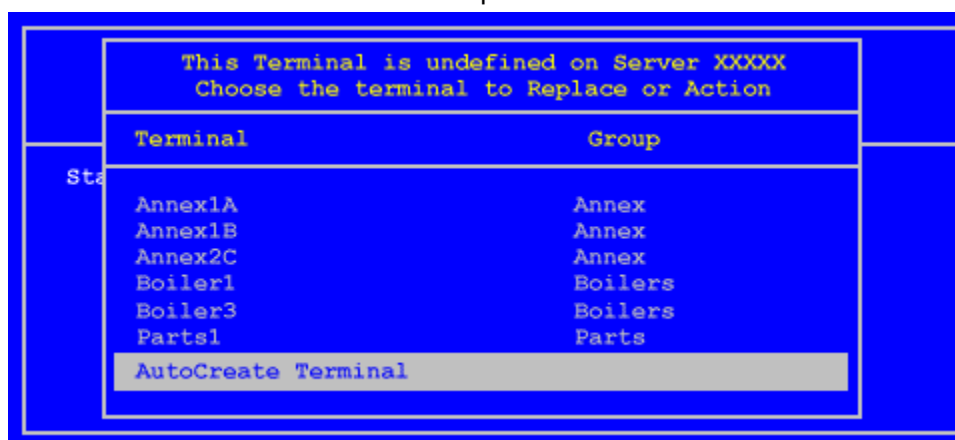 This Terminal is undefined on Server XXXXX
Choose the terminal to Replace or Action
Terminal Group
Sta
Annex1A Annex
Annex1B Annex
Annex2C Annex
Boiler1 Boilers
Boiler3 Boilers
Parts1 Parts
AutoCreate Terminal